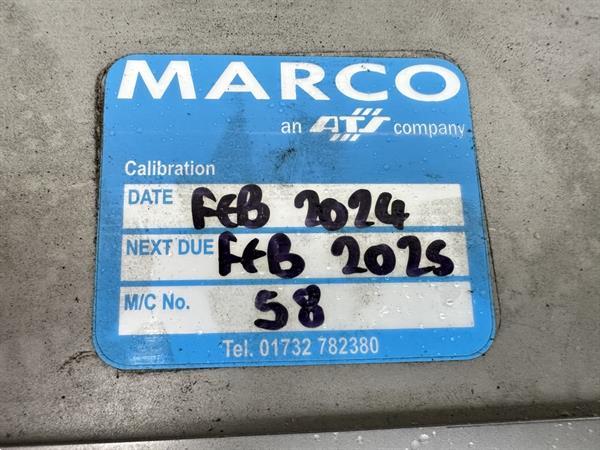 MARCO
an ATS company
Calibration
DATE FEB 2024
NEXT DUE FEB 2025
M/C No. 58
Tel. 01732 782380